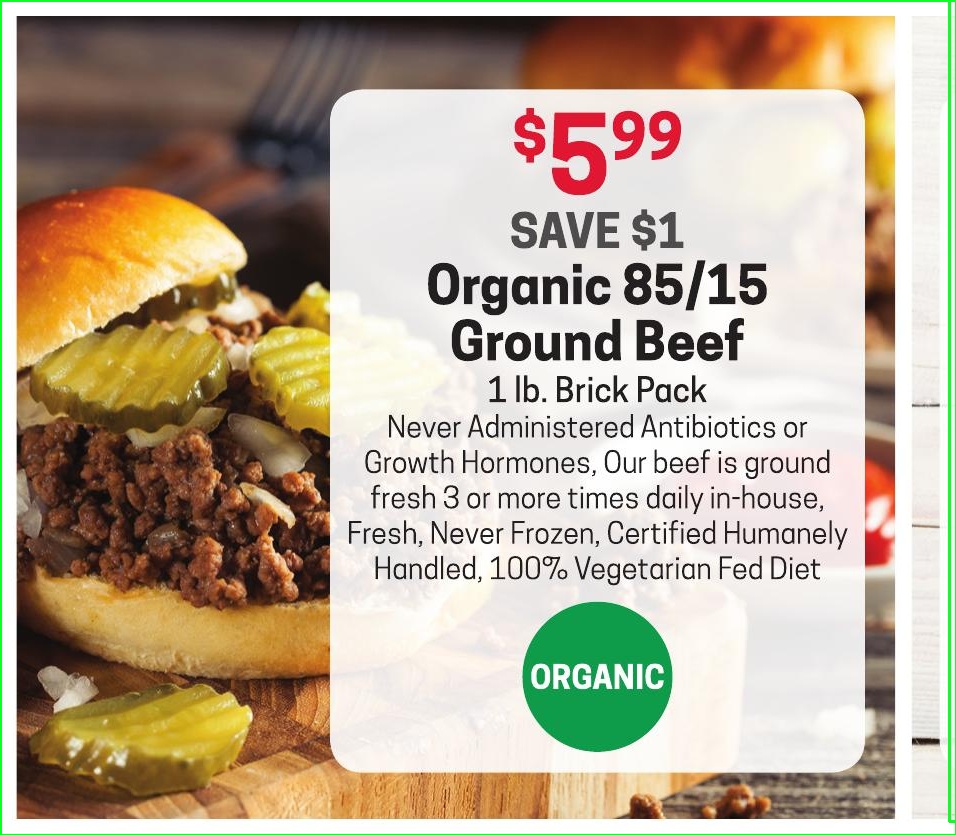 $5.99
SAVE $1
Organic 85/15
Ground Beef
1 lb. Brick Pack
Never Administered Antibiotics or
Growth Hormones, Our beef is ground
fresh 3 or more times daily in-house,
Fresh, Never Frozen, Certified Humanely
Handled, 100% Vegetarian Fed Diet
ORGANIC